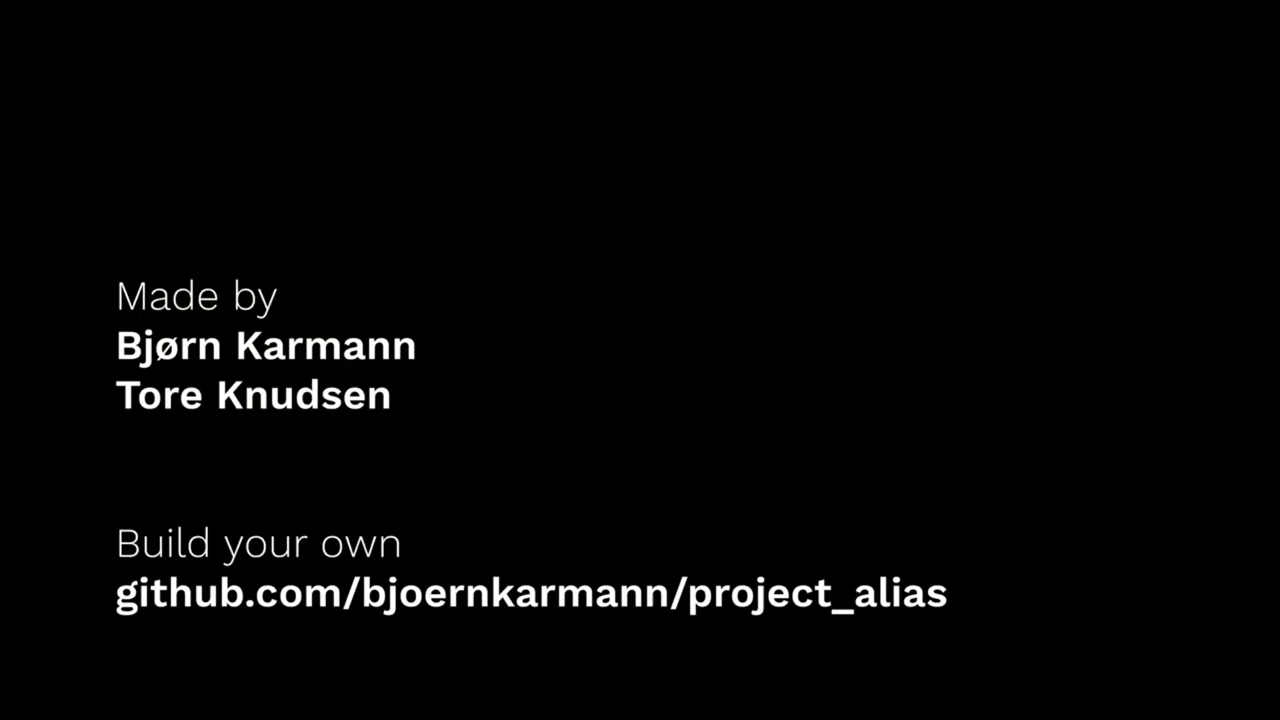 Made by
Bjørn Karmann
Tore Knudsen
Build your own
github.com/bjoernkarmann/project_alias